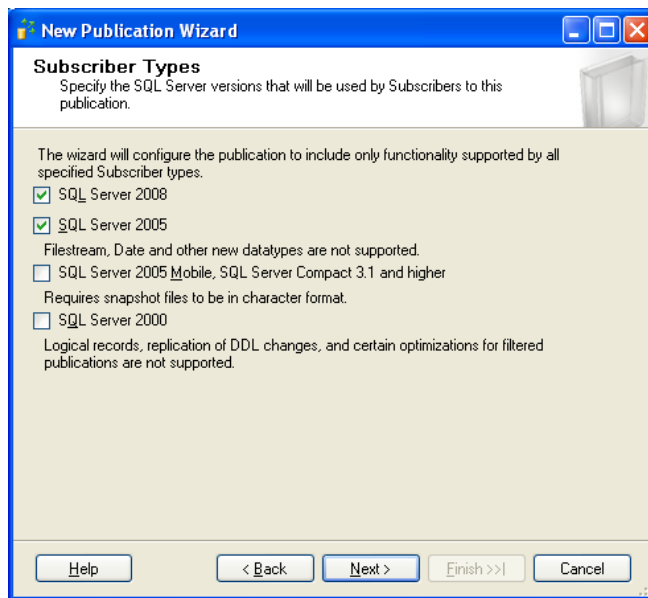 New Publication Wizard
Subscriber Types
Specify the SQL Server versions that will be used by Subscribers to this
publication.
The wizard will configure the publication to include only functionality supported by all
specified Subscriber types.
SQL Server 2008
SQL Server 2005
Filestream, Date and other new datatypes are not supported.
SQL Server 2005 Mobile, SQL Server Compact 3.1 and higher
Requires snapshot files to be in character format.
SQL Server 2000
Logical records, replication of DDL changes, and certain optimizations for filtered
publications are not supported.
Help < Back Next > Finish >>| Cancel